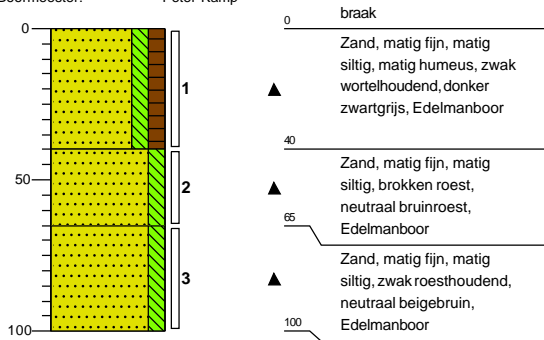 Peter Kamp
0
50
100
1
2
3
0
braak
Zand, matig fijn, matig
siltig, matig humeus, zwak
wortelhoudend, donker
zwartgrijs, Edelmanboor
40
Zand, matig fijn, matig
siltig, brokken roest,
neutraal bruinroest,
Edelmanboor
65
Zand, matig fijn, matig
siltig, zwak roesthoudend,
neutraal beigebruin,
Edelmanboor
100